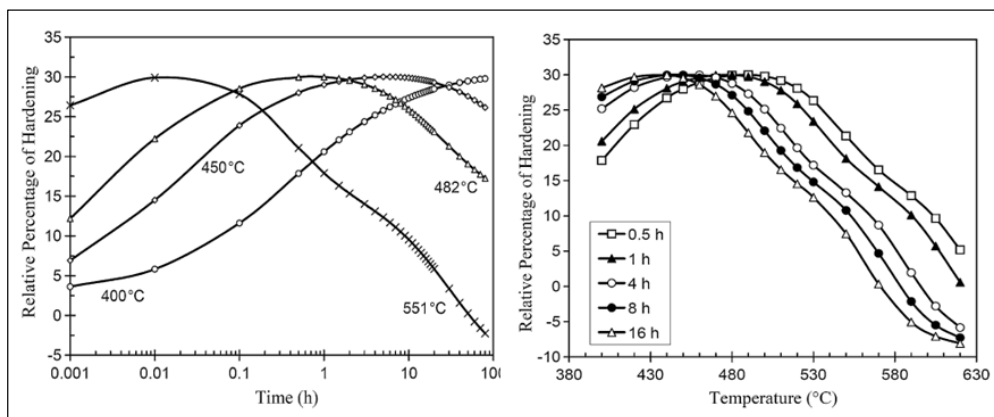 35
30
25
20
15
10
5
0
-5
Relative Percentage of Hardening
450°C
482°C
400°C
551°C
0.001 0.01 0.1 1 10 100
Time (h)
35
30
25
20
15
10
5
0
-5
-10
Relative Percentage of Hardening
0.5 h
1 h
4 h
8 h
16 h
380 430 480 530 580 630
Temperature (°C)